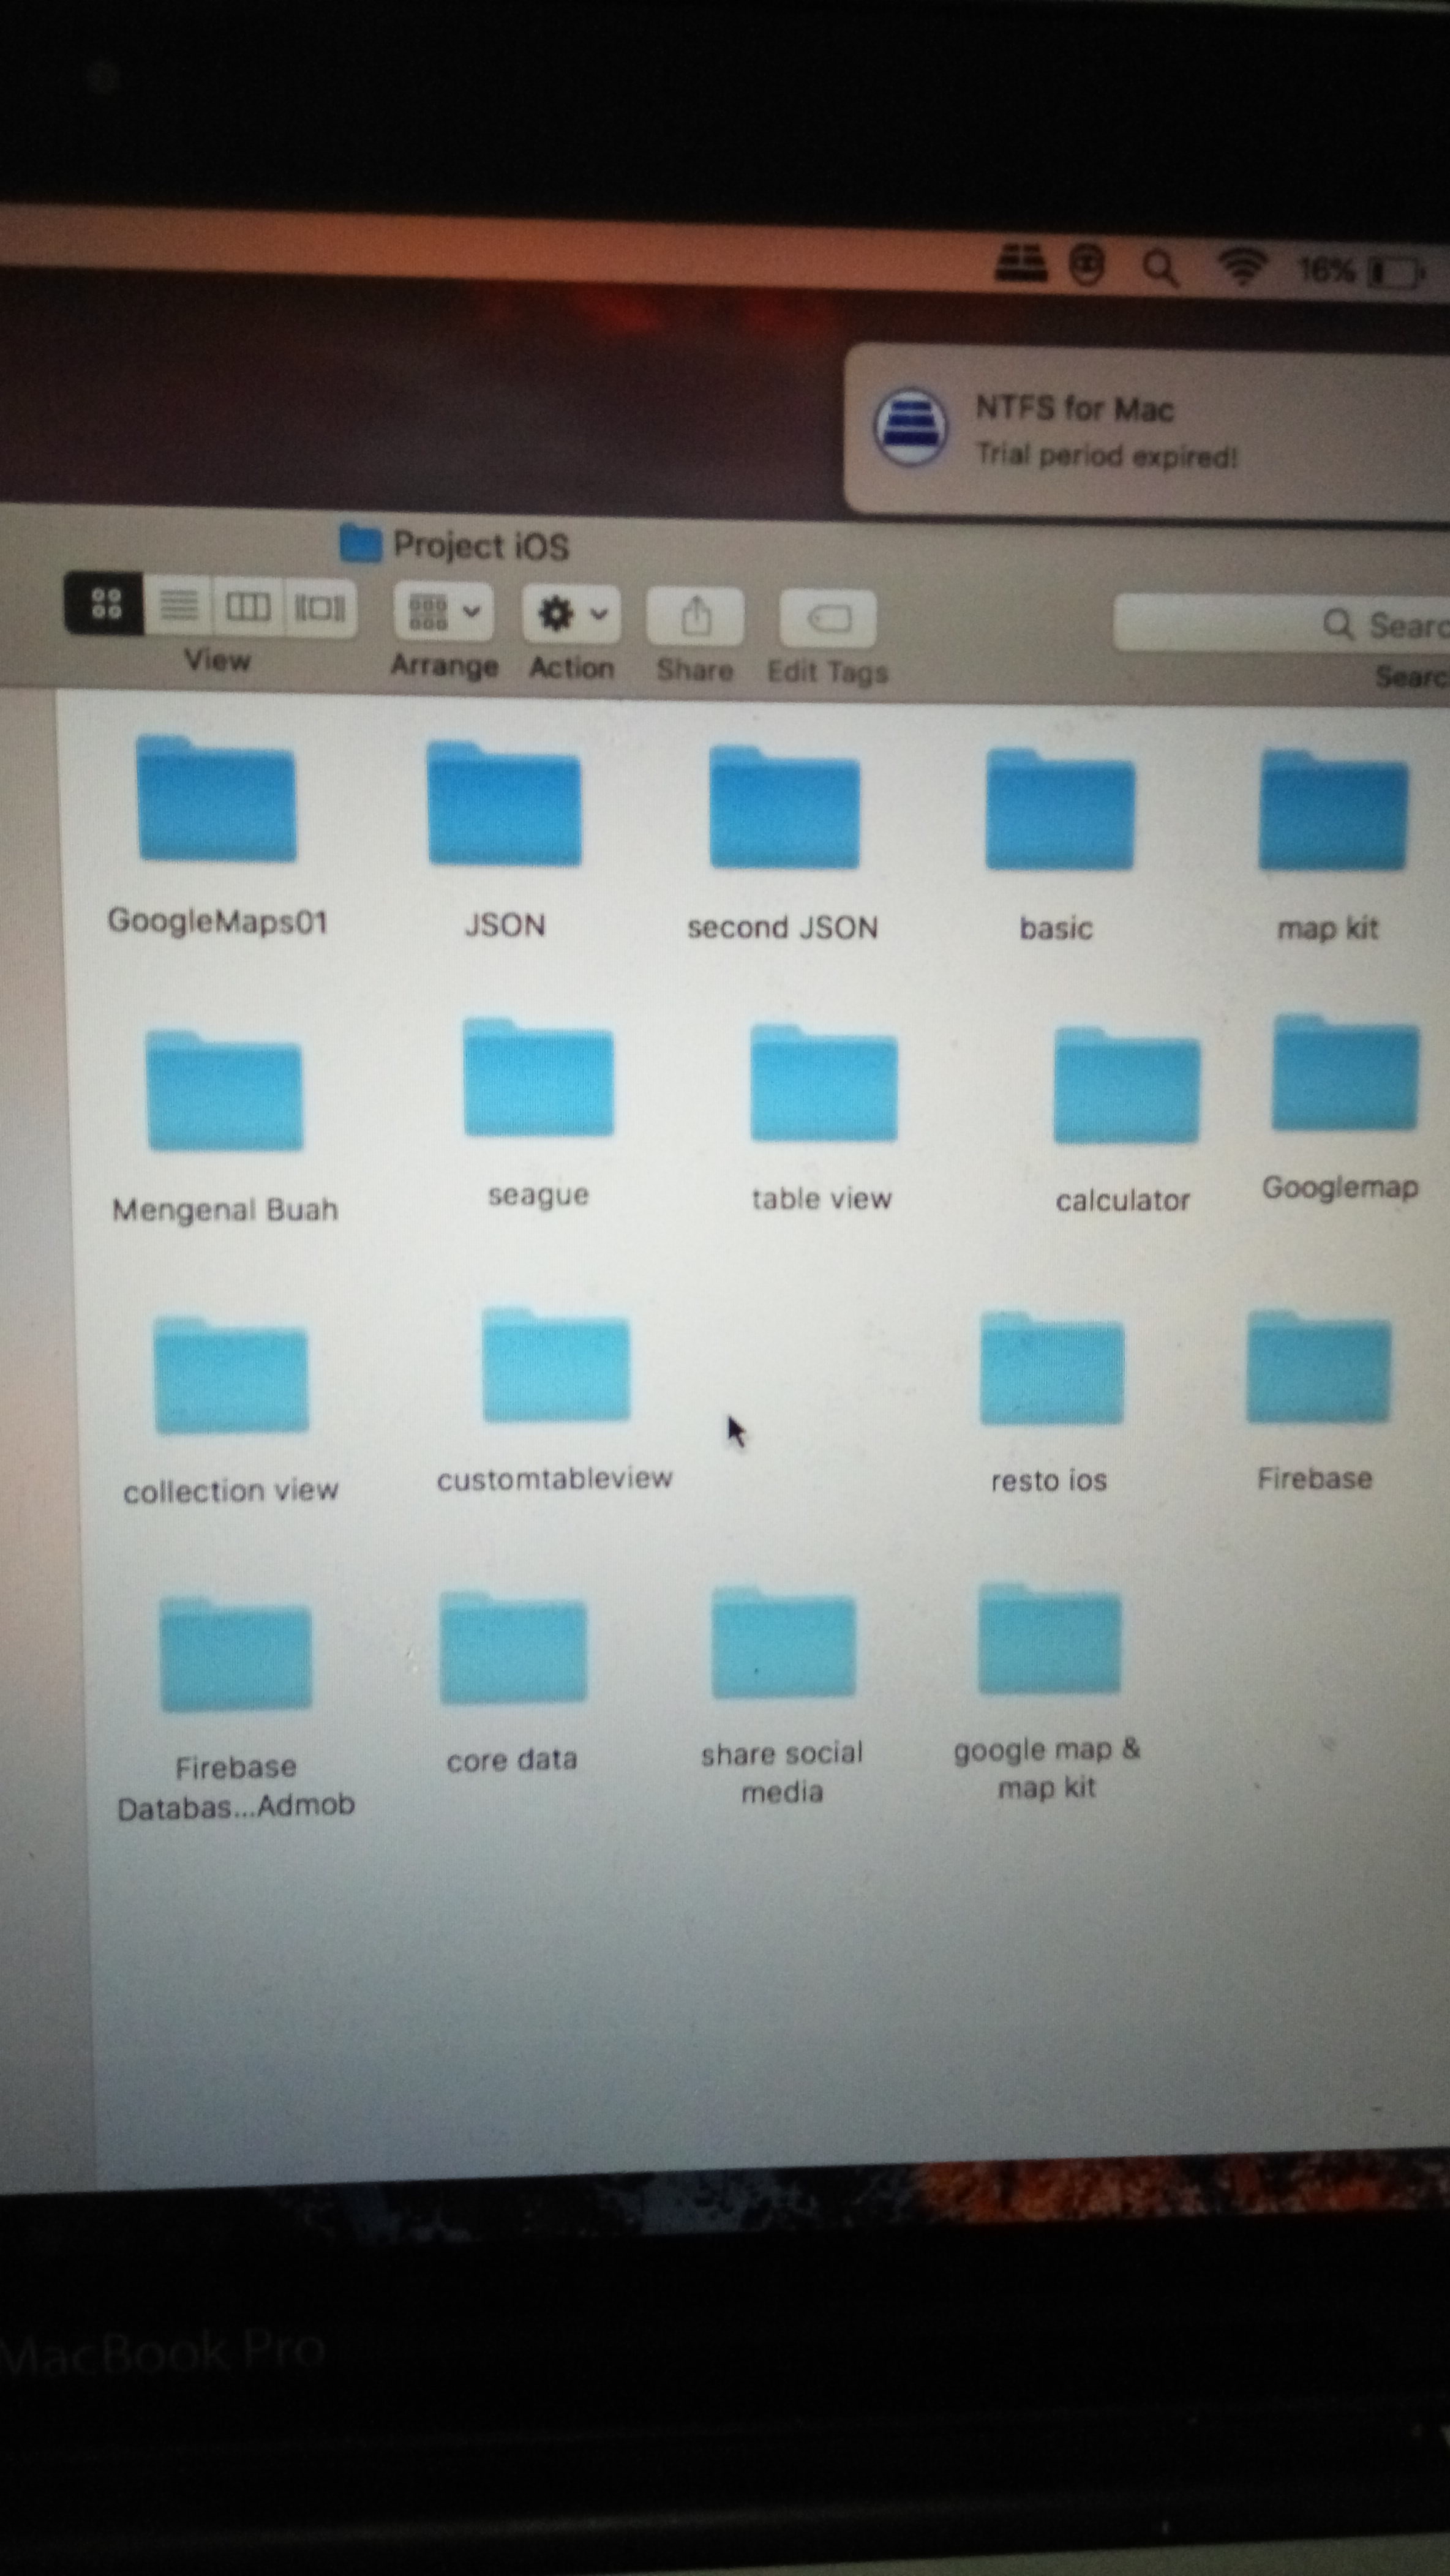 16%
NTFS for Mac
Trial period expired!
Project iOS
View
Arrange
Action
Share
Edit Tags
GoogleMaps01
JSON
second JSON
basic
map kit
Mengenal Buah
seague
table view
calculator
Googlemap
collection view
customtableview
resto ios
Firebase
Firebase
Databas...Admob
core data
share social
media
google map &
map kit
MacBook Pro